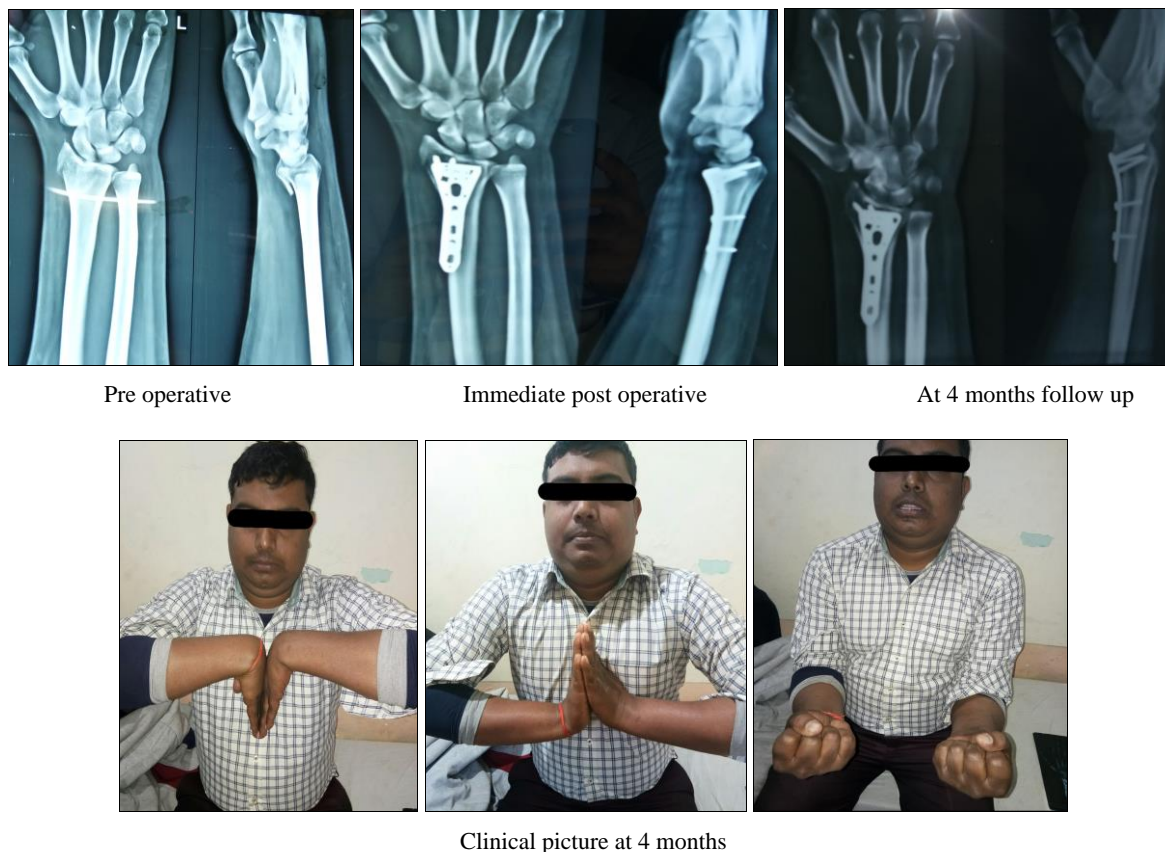 L
Pre operative
Immediate post operative
At 4 months follow up
Clinical picture at 4 months